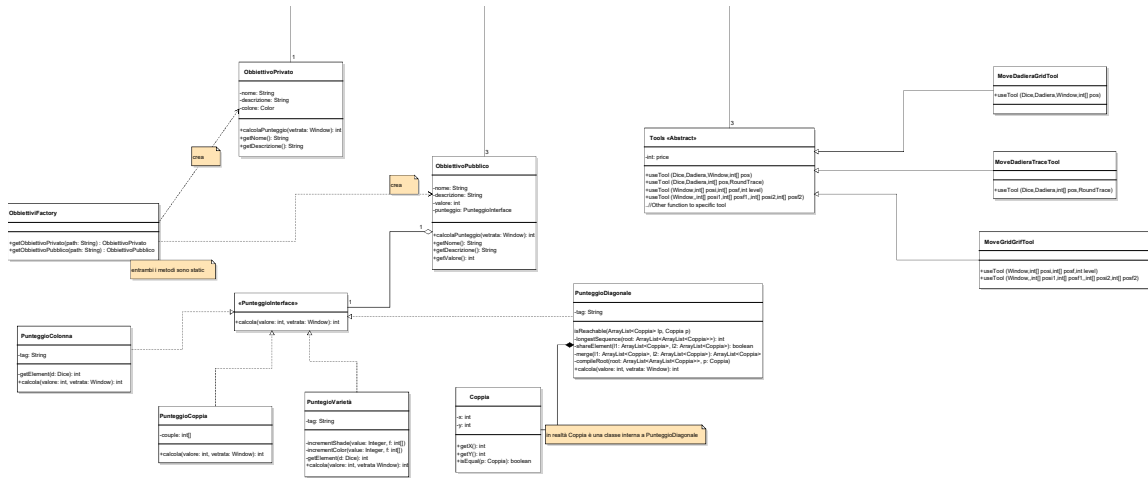 1
ObbiettivoPrivato
-nome: String
-descrizione: String
-colore: Color
+calcolaPunteggio(vetrata: Window): int
+getNome(): String
+getDescrizione(): String
crea
3
ObbiettivoPubblico
-nome: String
-descrizione: String
-valore: int
-punteggio: PunteggioInterface
+calcolaPunteggio(vetrata: Window): int
+getNome(): String
+getDescrizione(): String
+getValore(): int
crea
1
ObbiettiviFactory
+getObbiettivoPrivato(path: String) : ObbiettivoPrivato
+getObbiettivoPubblico(path: String) : ObbiettivoPubblico
entrambi i metodi sono static
3
Tools «Abstract»
-int: price
+useTool (Dice,Dadiera,Window,int[] pos)
+useTool (Dice,Dadiera,int[] pos,RoundTrace)
+useTool (Window,int[] posi,int[] posf,int level)
+useTool (Window,,int[] posi1,int[] posf1,,int[] posi2,int[] posf2)
..//Other function to specific tool
MoveDadieraGridTool
+useTool (Dice,Dadiera,Window,int[] pos)
MoveDadieraTraceTool
+useTool (Dice,Dadiera,int[] pos,RoundTrace)
MoveGridGrifTool
+useTool (Window,int[] posi,int[] posf,int level)
+useTool (Window,,int[] posi1,int[] posf1,,int[] posi2,int[] posf2)
«PunteggioInterface»
+calcola(valore: int, vetrata: Window): int
1
PunteggioDiagonale
-tag: String
isReachable(ArrayList<Coppia> lp, Coppia p)
-longestSequence(root: ArrayList<ArrayList<Coppia>>): int
-shareElement(l1: ArrayList<Coppia>, l2: ArrayList<Coppia>): boolean
-merge(l1: ArrayList<Coppia>, l2: ArrayList<Coppia>): ArrayList<Coppia>
-compileRoot(root: ArrayList<ArrayList<Coppia>>, p: Coppia)
+calcola(valore: int, vetrata: Window): int
PunteggioColonna
-tag: String
-getElement(d: Dice): int
+calcola(valore: int, vetrata: Window): int
PunteggioCoppia
-couple: int[]
+calcola(valore: int, vetrata: Window): int
PuntegioVarietà
-tag: String
-incrementShade(value: Integer, f: int[])
-incrementColor(value: Integer, f: int[])
-getElement(d: Dice): int
+calcola(valore: int, vetrata Window): int
Coppia
-x: int
-y: int
+getX(): int
+getY(): int
+isEqual(p: Coppia): boolean
In realtà Coppia è una classe interna a PunteggioDiagonale